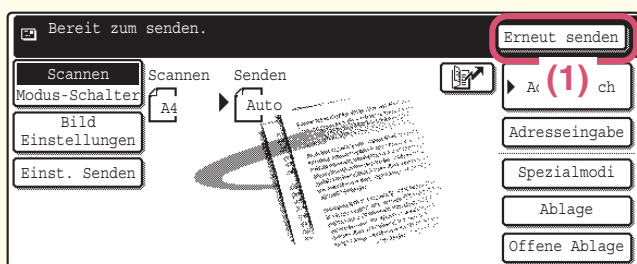 Bereit zum senden.
Erneut senden
(1)
Scannen
Modus-Schalter
Scannen
Senden
A4
Auto
ch
Bild
Einstellungen
Adresseingabe
Einst. Senden
Spezialmodi
Ablage
Offene Ablage